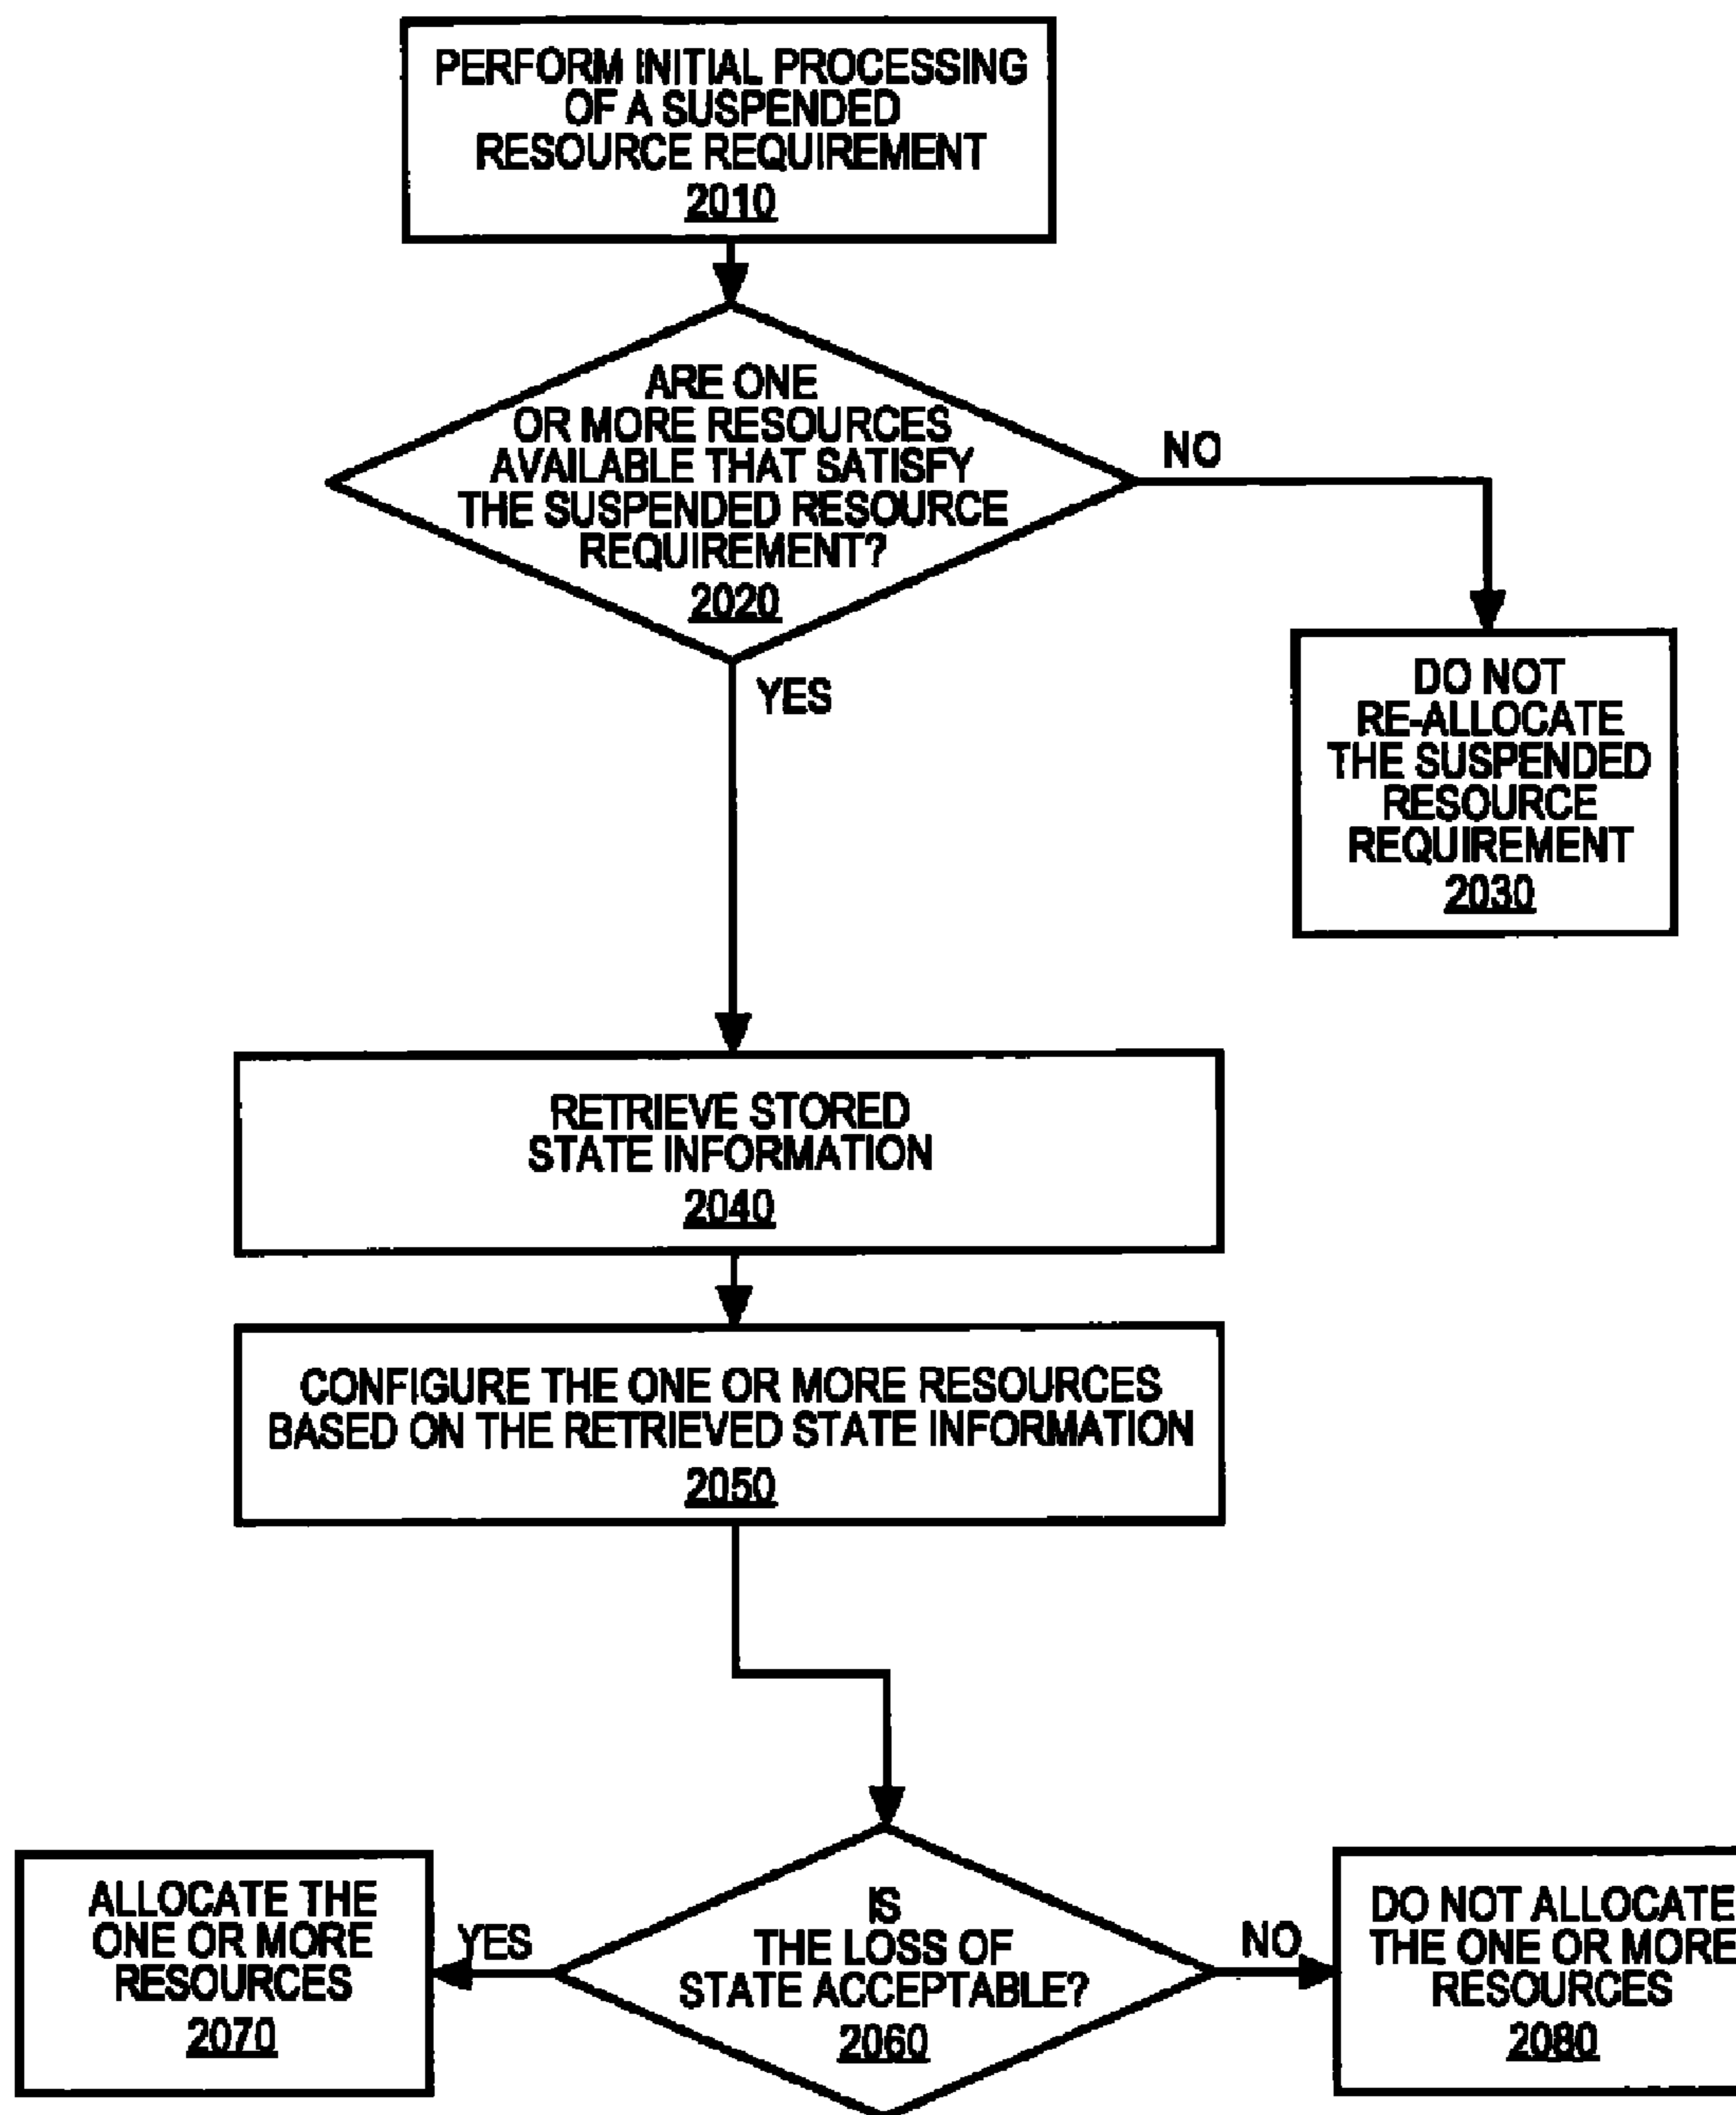 PERFORM INITIAL PROCESSING
OF A SUSPENDED
RESOURCE REQUIREMENT
2010
ARE ONE
OR MORE RESOURCES
AVAILABLE THAT SATISFY
THE SUSPENDED RESOURCE
REQUIREMENT?
2020
NO
YES
DO NOT
RE-ALLOCATE
THE SUSPENDED
RESOURCE
REQUIREMENT
2030
RETRIEVE STORED
STATE INFORMATION
2040
CONFIGURE THE ONE OR MORE RESOURCES
BASED ON THE RETRIEVED STATE INFORMATION
2050
ALLOCATE THE
ONE OR MORE
RESOURCES
2070
YES
IS
THE LOSS OF
STATE ACCEPTABLE?
2060
NO
DO NOT ALLOCATE
THE ONE OR MORE
RESOURCES
2080